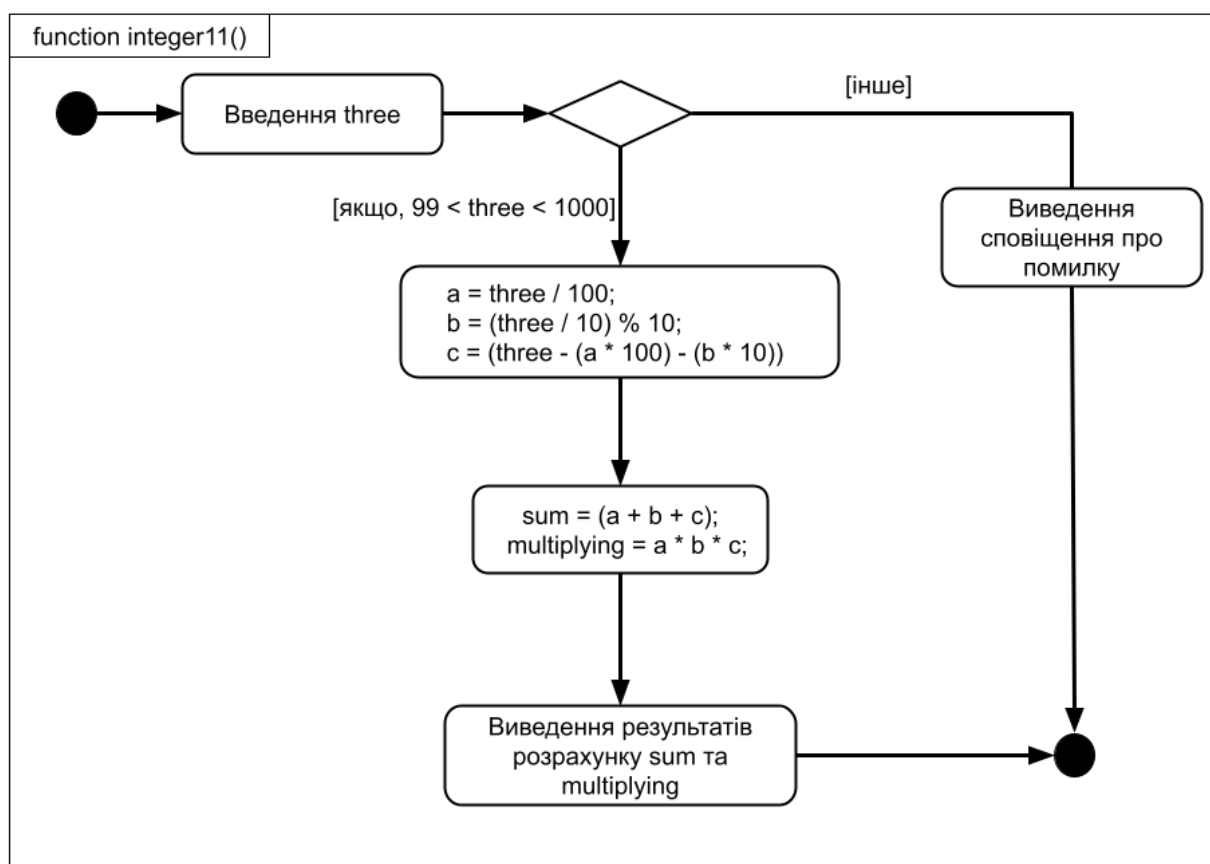 function integer11()
Введення three
[інше]
[якщо, 99 < three < 1000]
Виведення
сповіщення про
помилку
a = three / 100;
b = (three / 10) % 10;
c = (three - (a * 100) - (b * 10))
sum = (a + b + c);
multiplying = a * b * c;
Виведення результатів
розрахунку sum та
multiplying